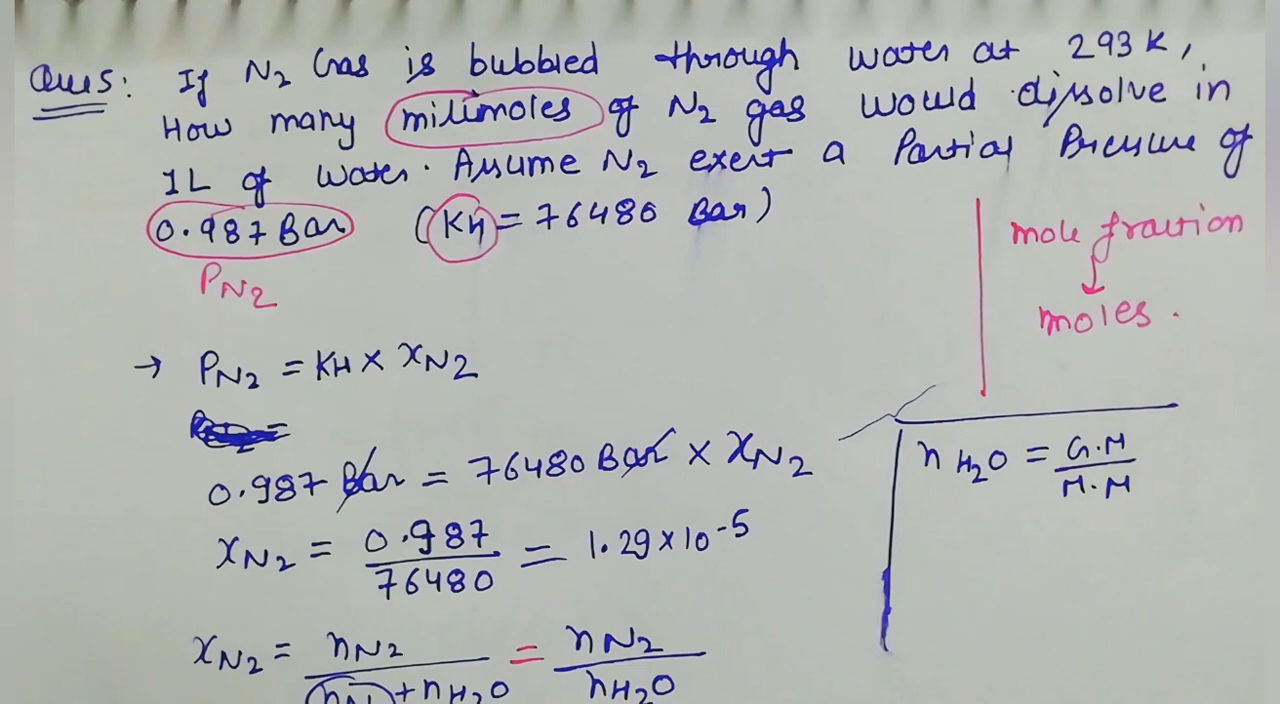 Ques: If N2 Gas is bubbled through water at 293 K,
How many milimoles of N2 gas would dissolve in
1L of water. Assume N2 exert a Partial Pressure of
0.987 Bar (KH = 76480 Bar)
PN2
mole fraction
↓
moles.
→ PN2 = KH × xN2
0.987 Bar = 76480 Bar × xN2
xN2 = 0.987 / 76480 = 1.29 × 10-5
xN2 = nN2 / nN2 + nH2O = nN2 / nH2O
nH2O = G.M / M.M